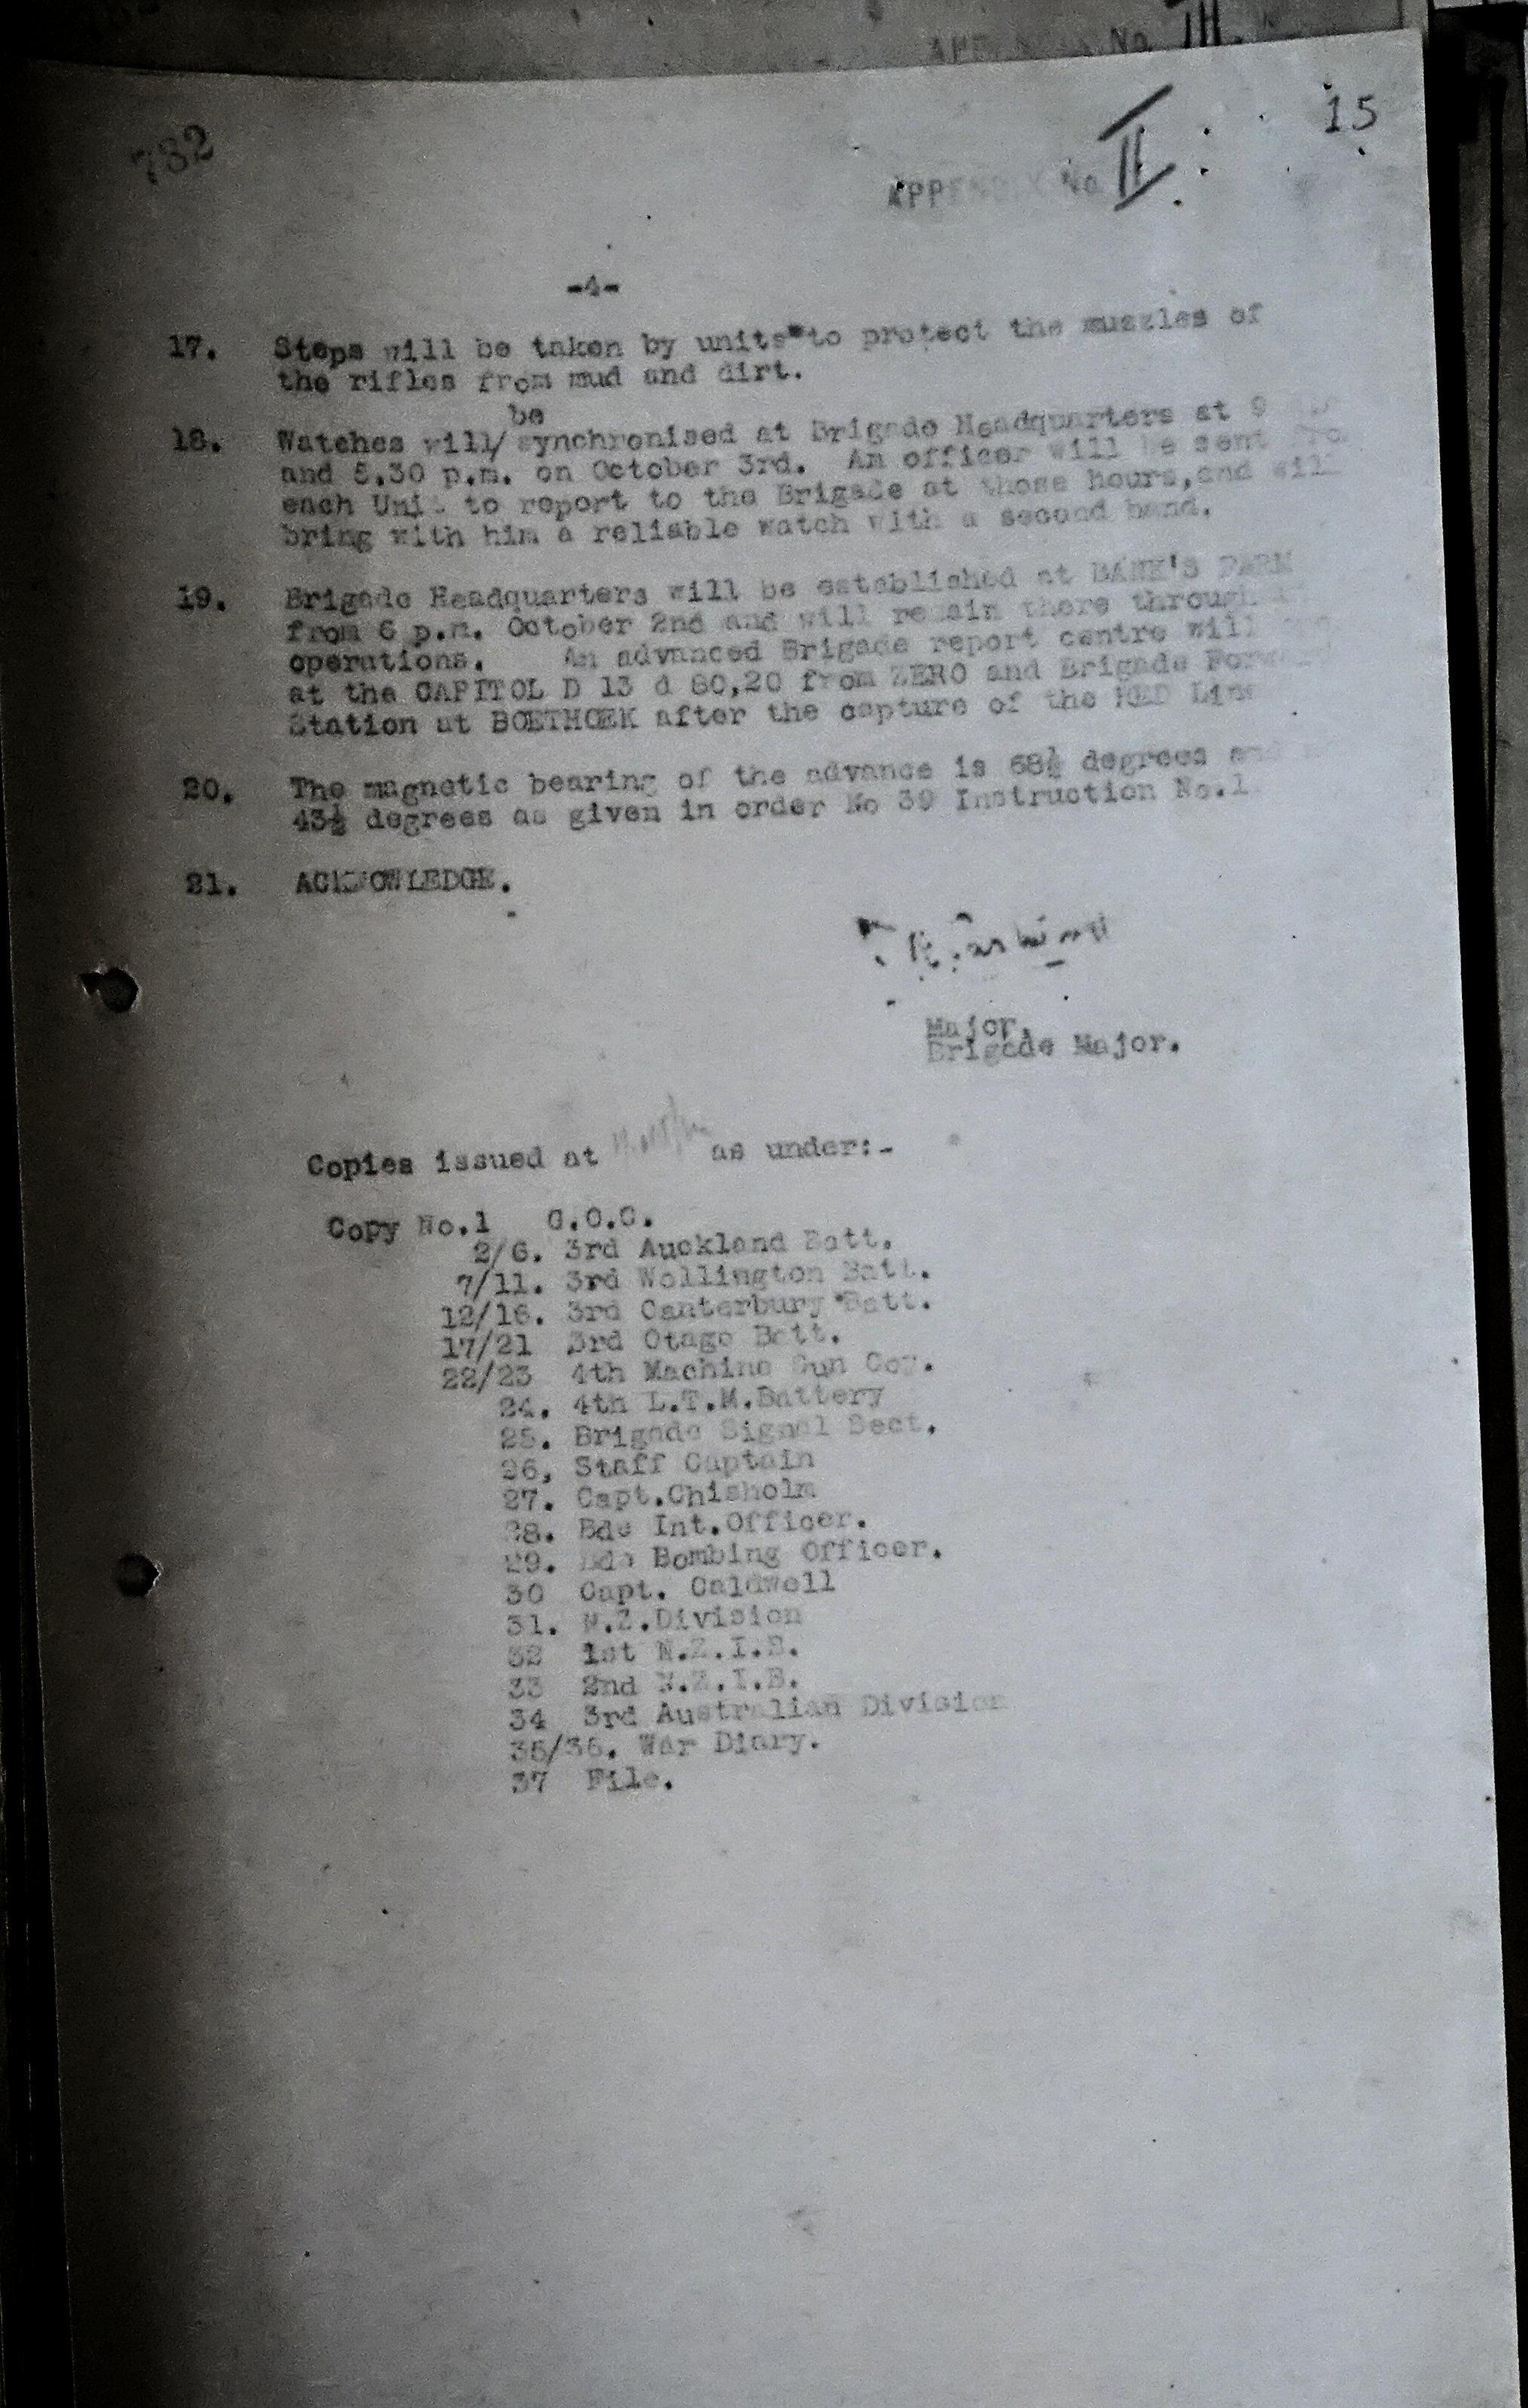 No III.
782
15
APPENDIX No II
-4-
17. Steps will be taken by units to protect the muzzles of
the rifles from mud and dirt.
be
18. Watches will/ synchronised at Brigade Headquarters at 9
and 5.30 p.m. on October 3rd. An officer will be sent
each Unit to report to the Brigade at those hours, and will
bring with him a reliable watch with a second hand.
19. Brigade Headquarters will be established at BANK'S FARM
from 6 p.m. October 2nd and will remain there
operations. An advanced Brigade report centre will
at the CAPITOL D 13 d 80,20 from ZERO and Brigade
Station at BOETHOEK after the capture of the RED Line
20. The magnetic bearing of the advance is 68½ degrees
43½ degrees as given in order No 39 Instruction No.1
21. ACKNOWLEDGE.
Major,
Brigade Major.
Copies issued at as under:-
Copy No.1 G.O.C.
2/6. 3rd Auckland Batt.
7/11. 3rd Wellington Batt.
12/16. 3rd Canterbury Batt.
17/21 3rd Otago Batt.
22/23 4th Machine Gun Coy.
24. 4th L.T.M.Battery
25. Brigade Signal Sect.
26, Staff Captain
27. Capt.Chisholm
28. Bde Int.Officer.
29. Bde Bombing Officer.
30 Capt. Caldwell
31. N.Z.Division
32 1st N.Z.I.B.
33 2nd N.Z.I.B.
34 3rd Australian Division
35/36. War Diary.
37 File.